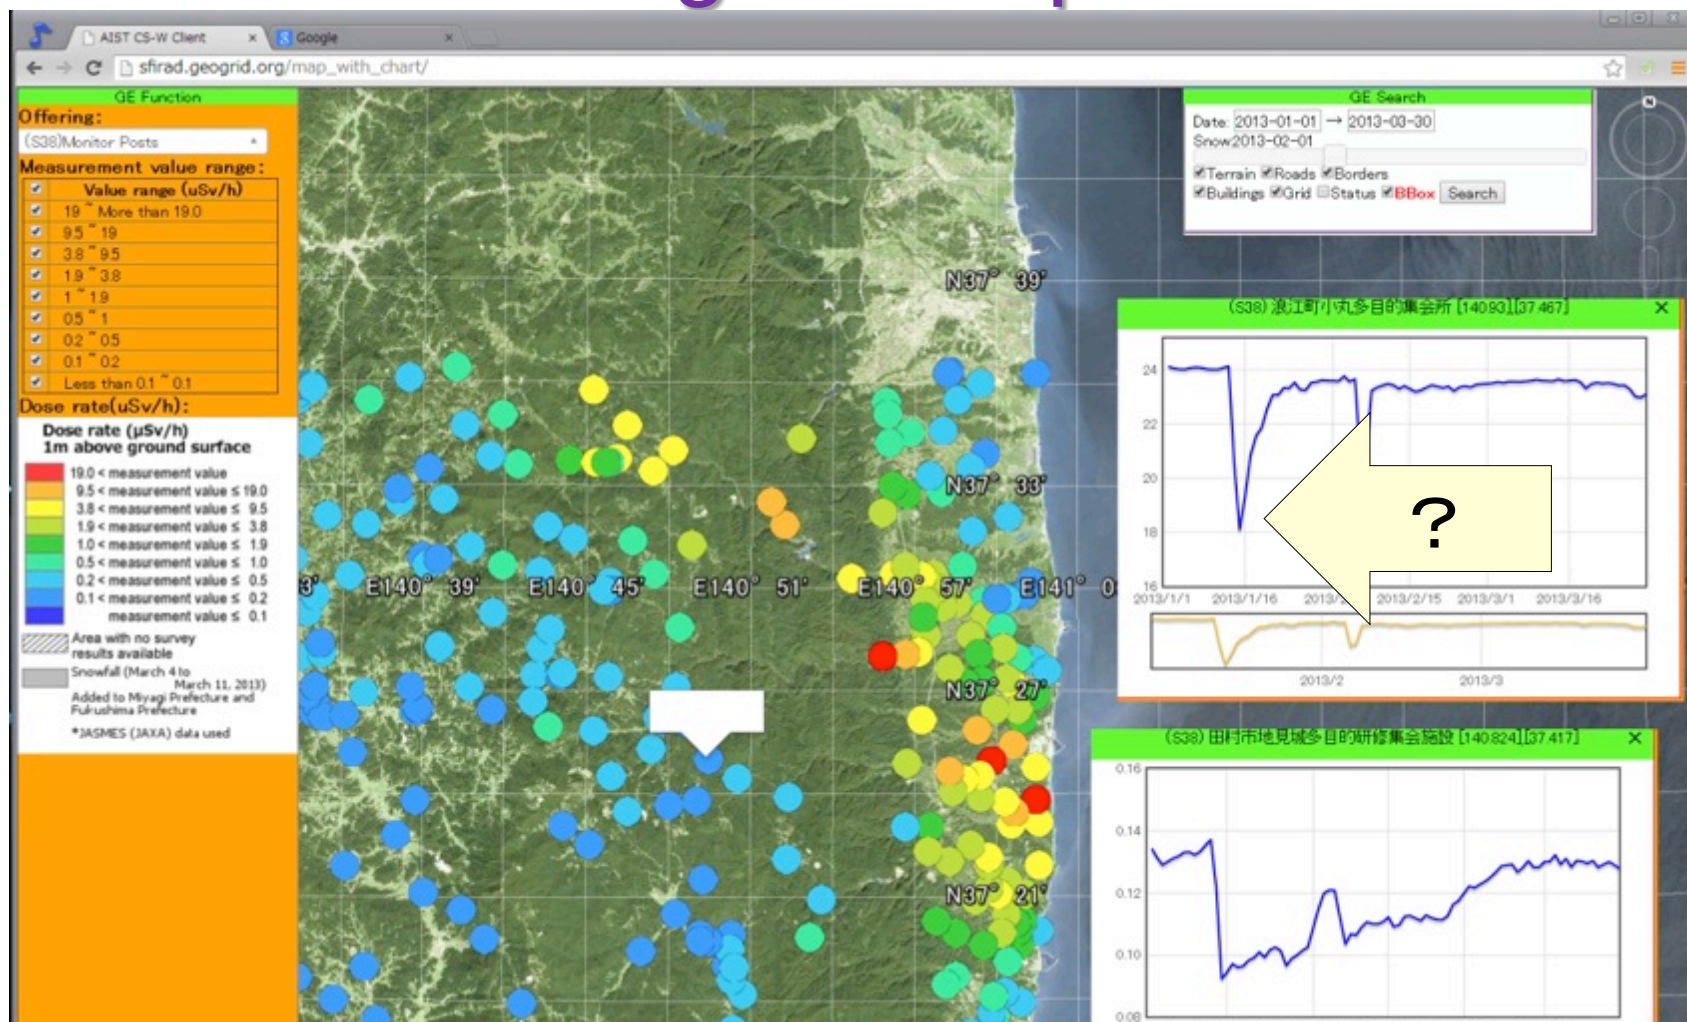 AIST CS-W Client
Google
sfirad.geogrid.org/map_with_chart/
GE Function
Offering:
(S38)Monitor Posts
Measurement value range:
Value range (uSv/h)
19 ~ More than 19.0
9.5 ~ 19
3.8 ~ 9.5
1.9 ~ 3.8
1 ~ 1.9
0.5 ~ 1
0.2 ~ 0.5
0.1 ~ 0.2
Less than 0.1 ~ 0.1
Dose rate(uSv/h):
Dose rate (μSv/h)
1m above ground surface
19.0 < measurement value
9.5 < measurement value ≤ 19.0
3.8 < measurement value ≤ 9.5
1.9 < measurement value ≤ 3.8
1.0 < measurement value ≤ 1.9
0.5 < measurement value ≤ 1.0
0.2 < measurement value ≤ 0.5
0.1 < measurement value ≤ 0.2
measurement value ≤ 0.1
Area with no survey
results available
Snowfall (March 4 to
March 11, 2013)
Added to Miyagi Prefecture and
Fukushima Prefecture
*JASMES (JAXA) data used
N37° 39'
N37° 33'
3' E140° 39' E140° 45' E140° 51' E140° 57' E141° 0
N37° 27'
N37° 21'
N
GE Search
Date: 2013-01-01 → 2013-03-30
Snow:2013-02-01
Terrain Roads Borders
Buildings Grid Status BBox Search
(S38) 浪江町小丸多目的集会所 [140.93],[37.467]
24
22
20
18
16
2013/1/1 2013/1/16 2013/2/15 2013/3/1 2013/3/16
?
2013/2 2013/3
(S38) 田村市地見城多目的研修集会施設 [140.824],[37.417]
0.16
0.14
0.12
0.10
0.08